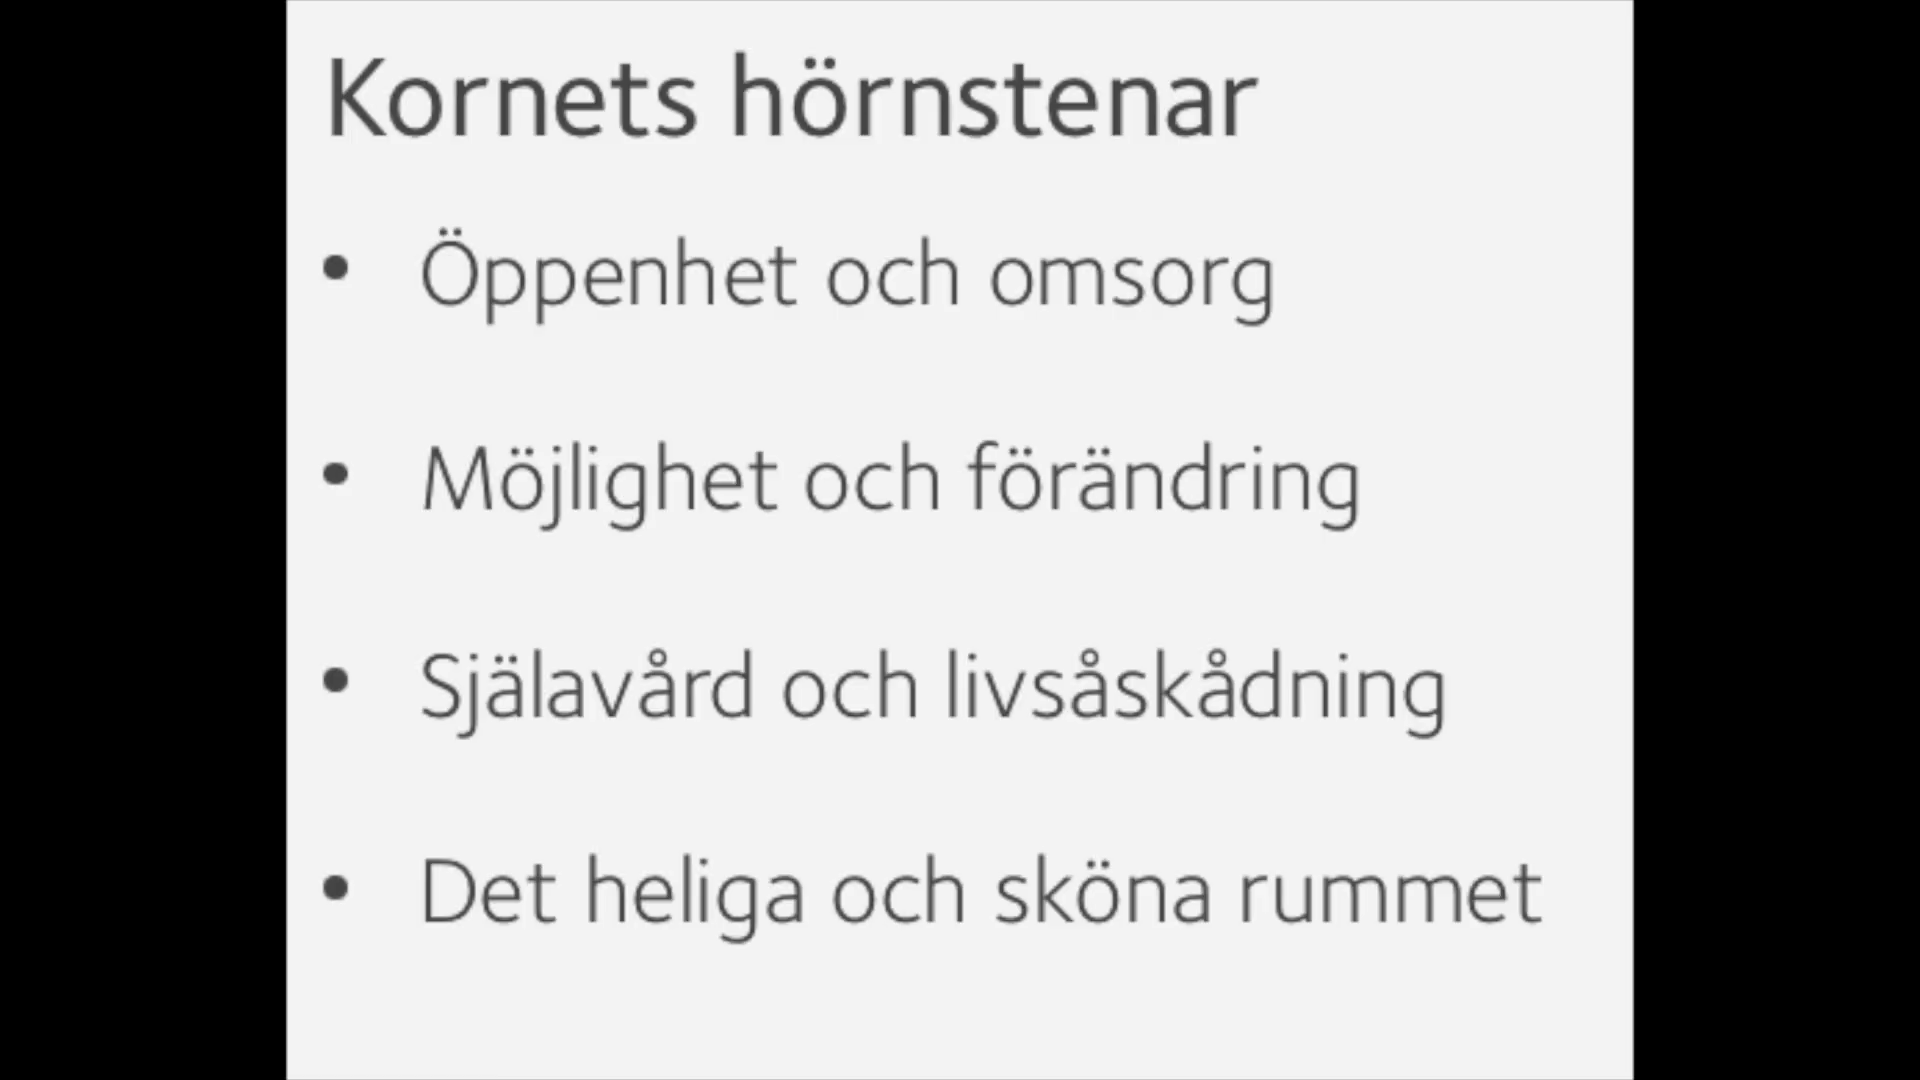 Kornets hörnstenar
• Öppenhet och omsorg
• Möjlighet och förändring
• Själavård och livsåskådning
• Det heliga och sköna rummet